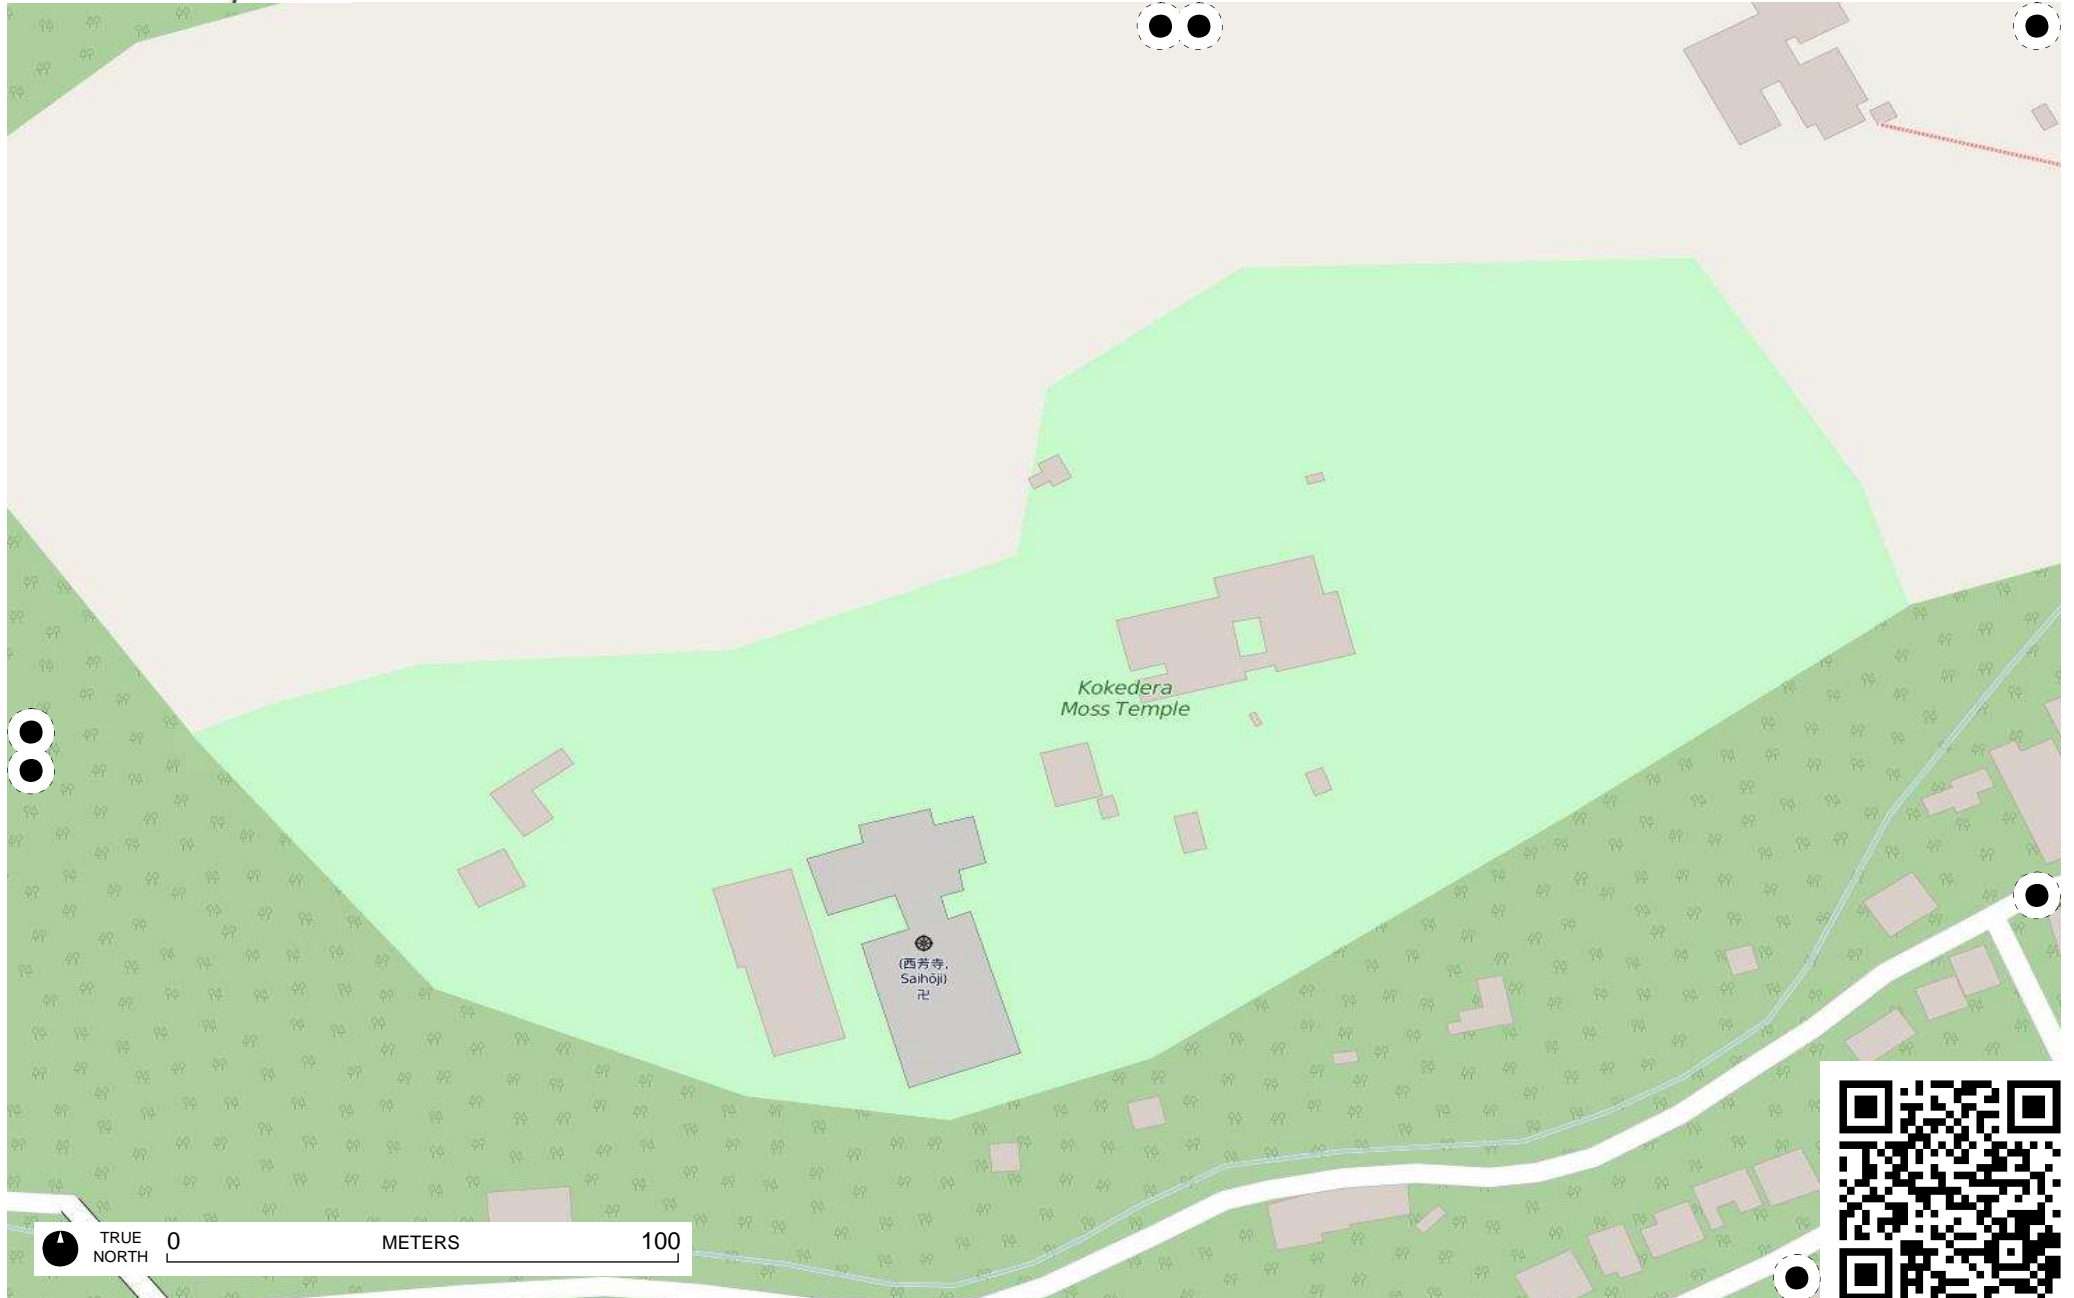 Kokedera
Moss Temple
(西芳寺,
Saihōji)
卍
TRUE
NORTH
0
METERS
100